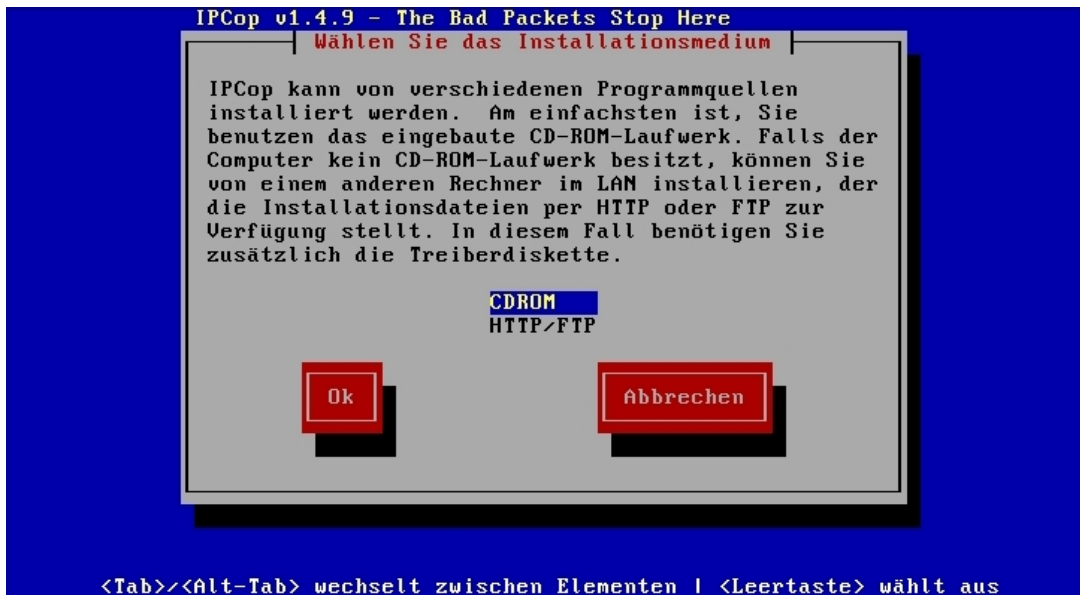 IPCop v1.4.9 - The Bad Packets Stop Here
Wählen Sie das Installationsmedium
IPCop kann von verschiedenen Programmquellen
installiert werden.  Am einfachsten ist, Sie
benutzen das eingebaute CD-ROM-Laufwerk. Falls der
Computer kein CD-ROM-Laufwerk besitzt, können Sie
von einem anderen Rechner im LAN installieren, der
die Installationsdateien per HTTP oder FTP zur
Verfügung stellt. In diesem Fall benötigen Sie
zusätzlich die Treiberdiskette.
CDROM
HTTP/FTP
Ok Abbrechen
<Tab>/<Alt-Tab> wechselt zwischen Elementen | <Leertaste> wählt aus